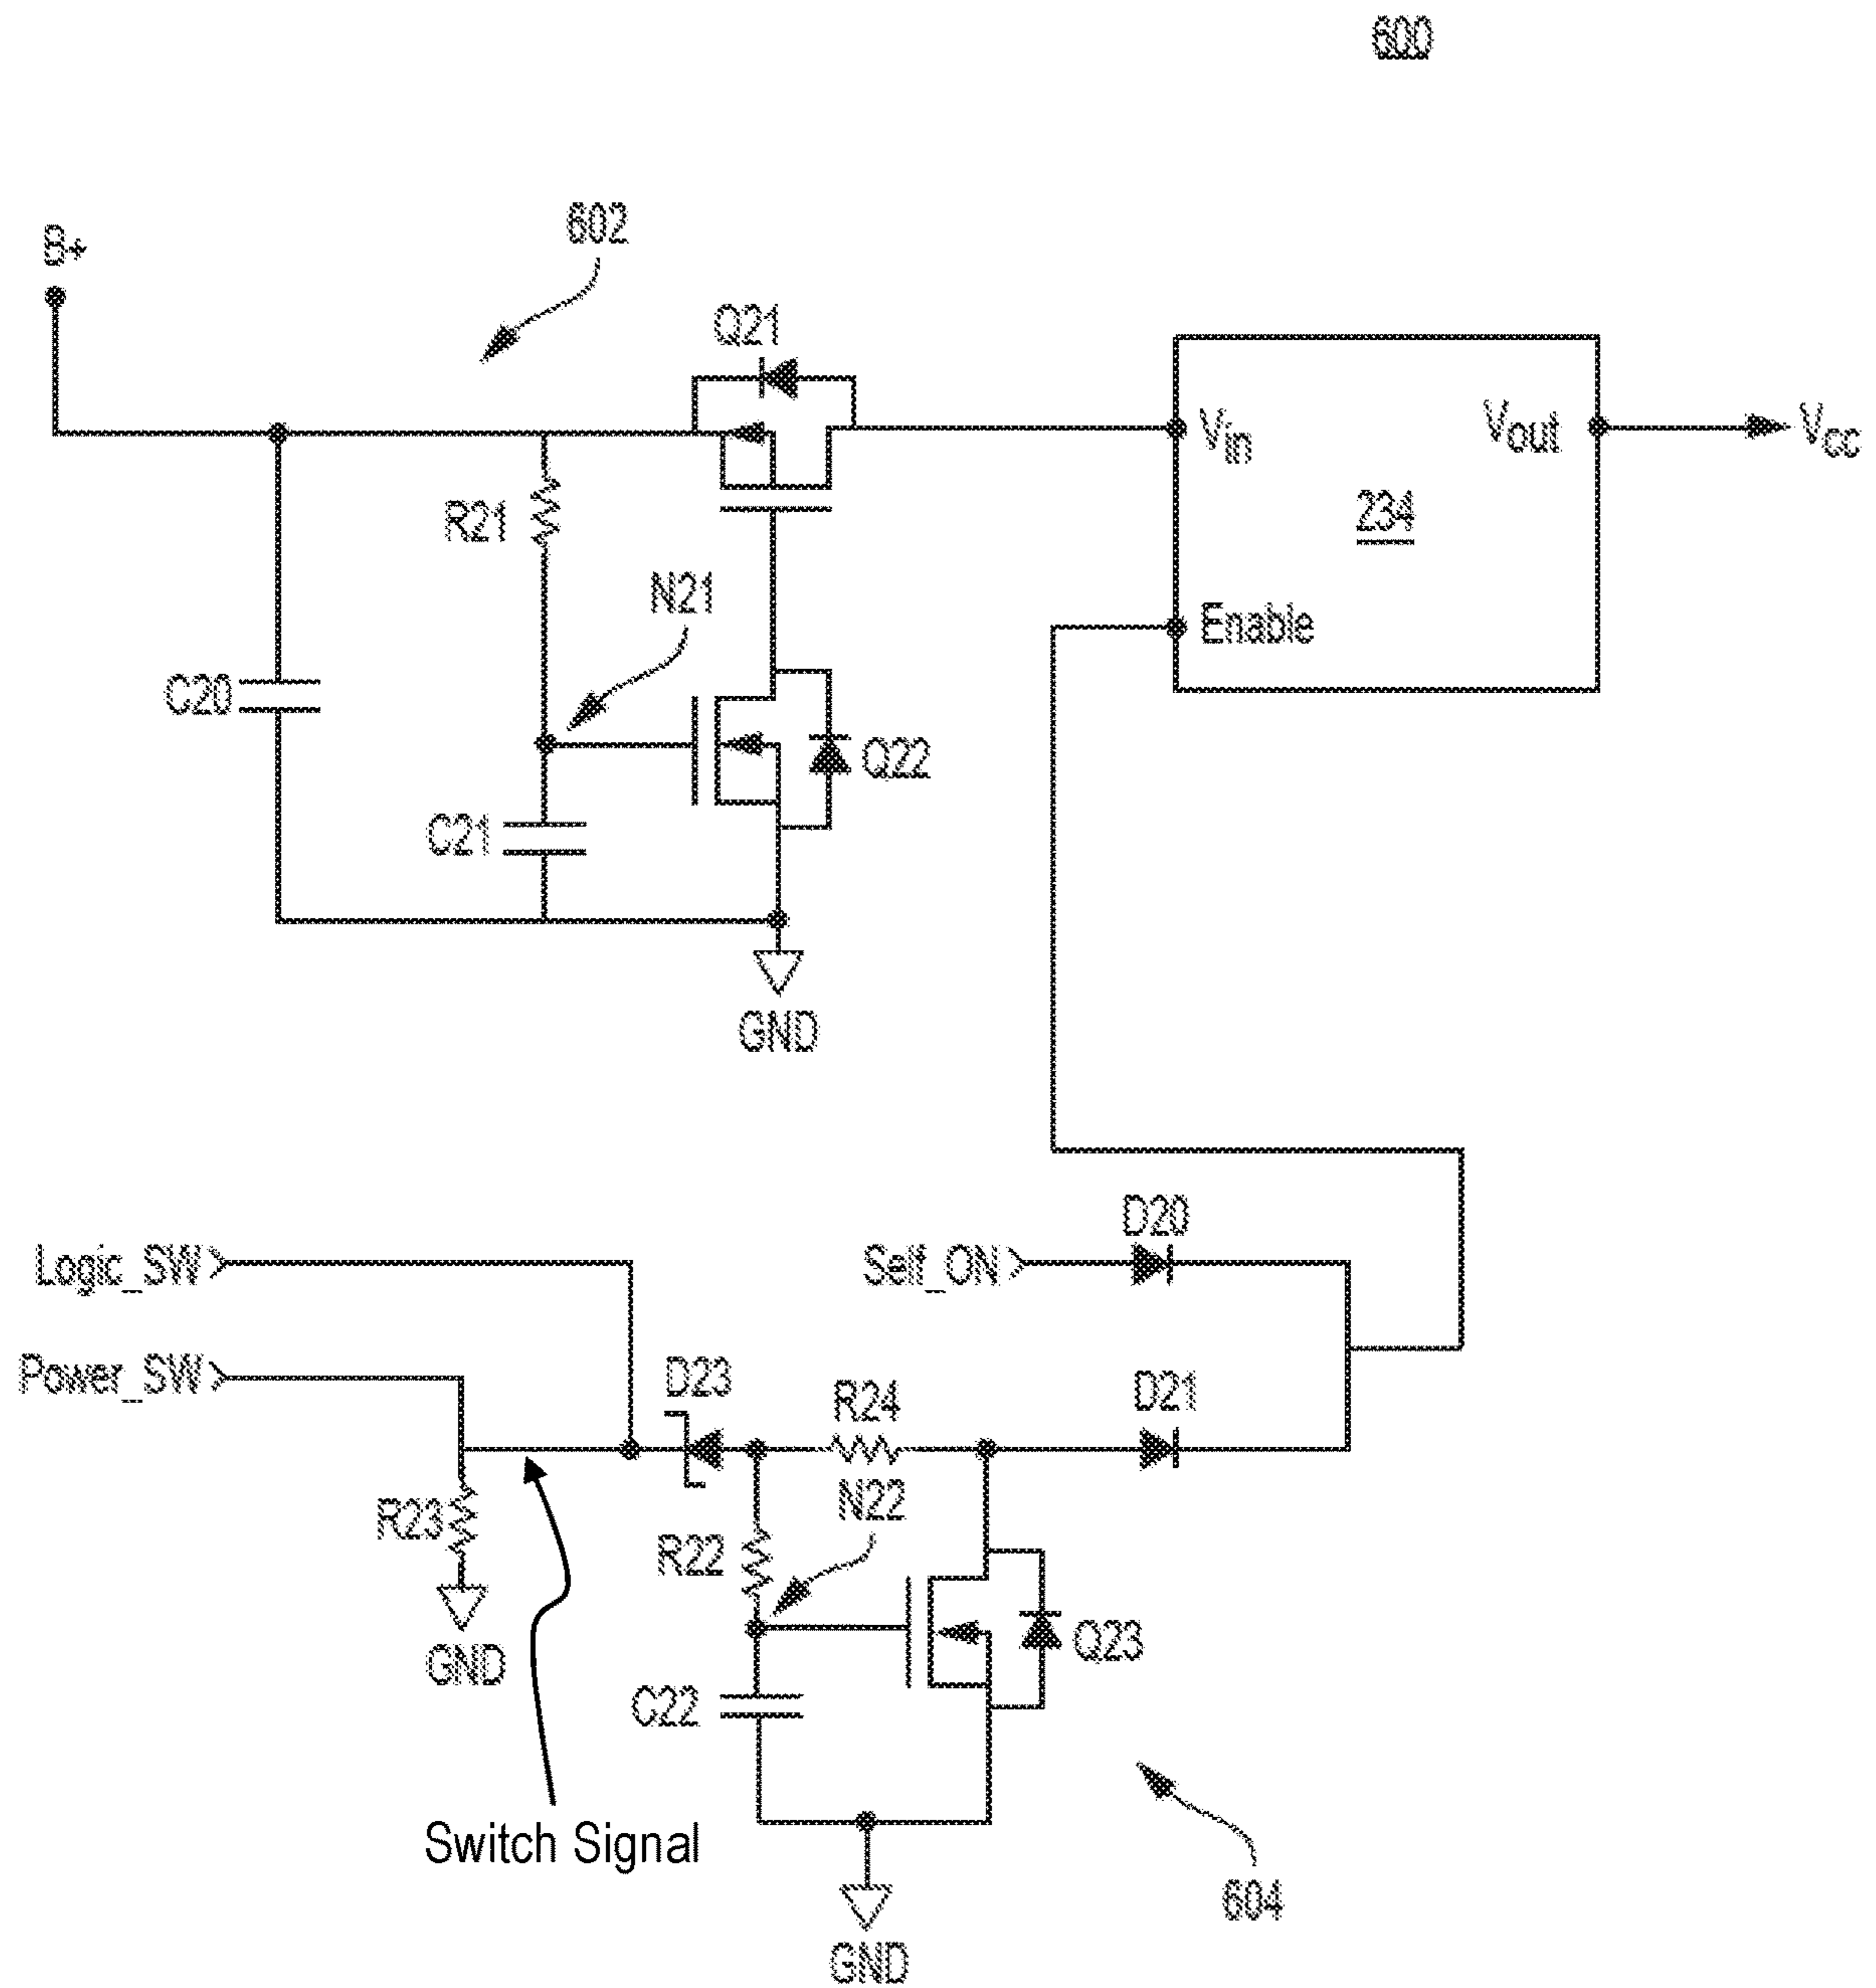 600
B+
602
Q21
Vin
Vout
Vcc
R21
234
N21
Enable
C20
Q22
C21
GND
D20
Logic_SW
Self_ON
Power_SW
D23
R24
D21
N22
R23
R22
GND
Q23
C22
Switch Signal
604
GND